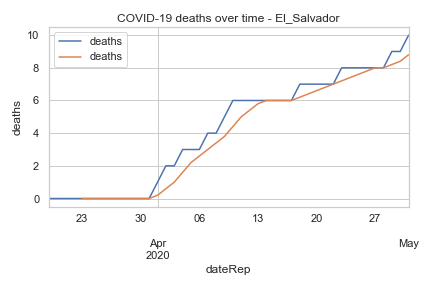 COVID-19 deaths over time - El_Salvador
deaths
deaths
deaths
10
8
6
4
2
0
23
30
06
13
20
27
Apr
2020
May
dateRep